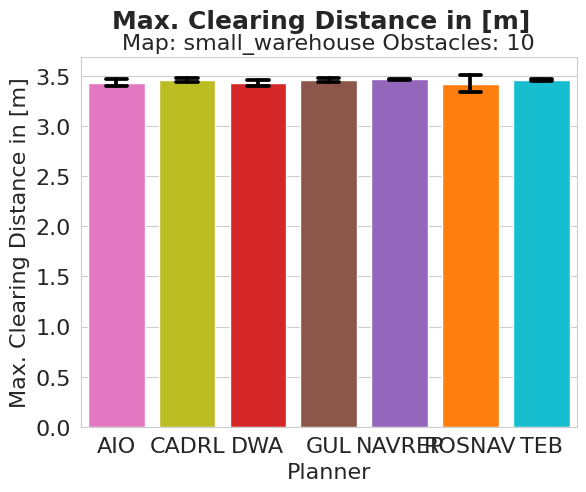 Max. Clearing Distance in [m]
Map: small_warehouse Obstacles: 10
Max. Clearing Distance in [m]
3.5
3.0
2.5
2.0
1.5
1.0
0.5
0.0
AIO CADRL DWA GUL NAVREP ROSNAV TEB
Planner